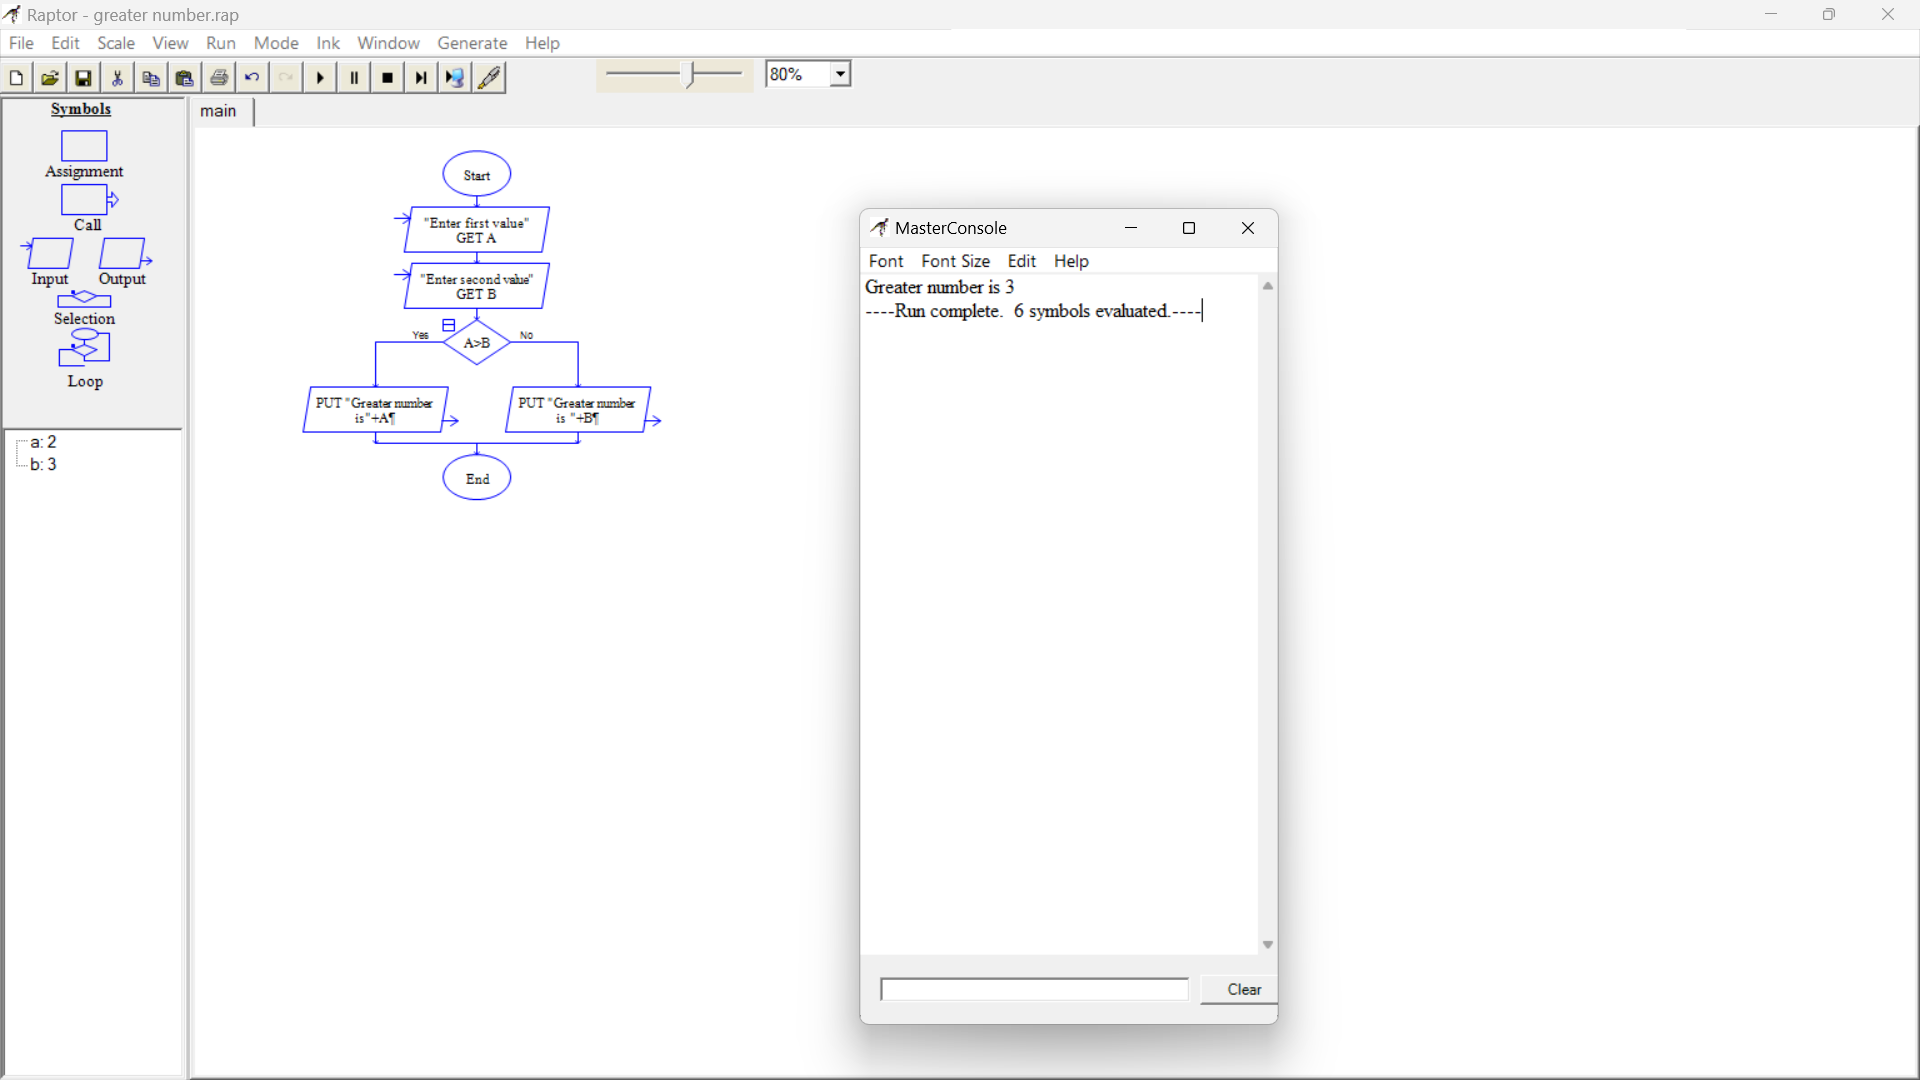 Raptor - greater number.rap
File Edit Scale View Run Mode Ink Window Generate Help
80%
Symbols
Assignment
Call
Input Output
Selection
Loop
a: 2
b: 3
main
Start
"Enter first value"
GET A
"Enter second value"
GET B
Yes No
A>B
PUT "Greater number
is"+A¶
PUT "Greater number
is "+B¶
End
MasterConsole
Font Font Size Edit Help
Greater number is 3
----Run complete.  6 symbols evaluated.----
Clear